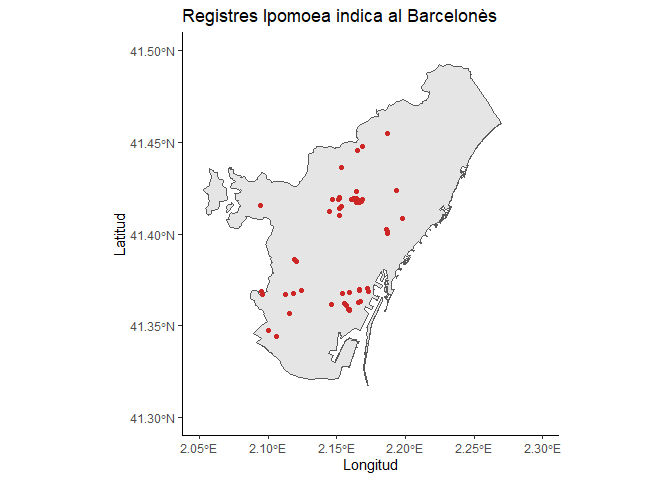 Registres Ipomoea indica al Barcelonès
41.50°N
41.45°N
41.40°N
41.35°N
41.30°N
Latitud
2.05°E 2.10°E 2.15°E 2.20°E 2.25°E 2.30°E
Longitud